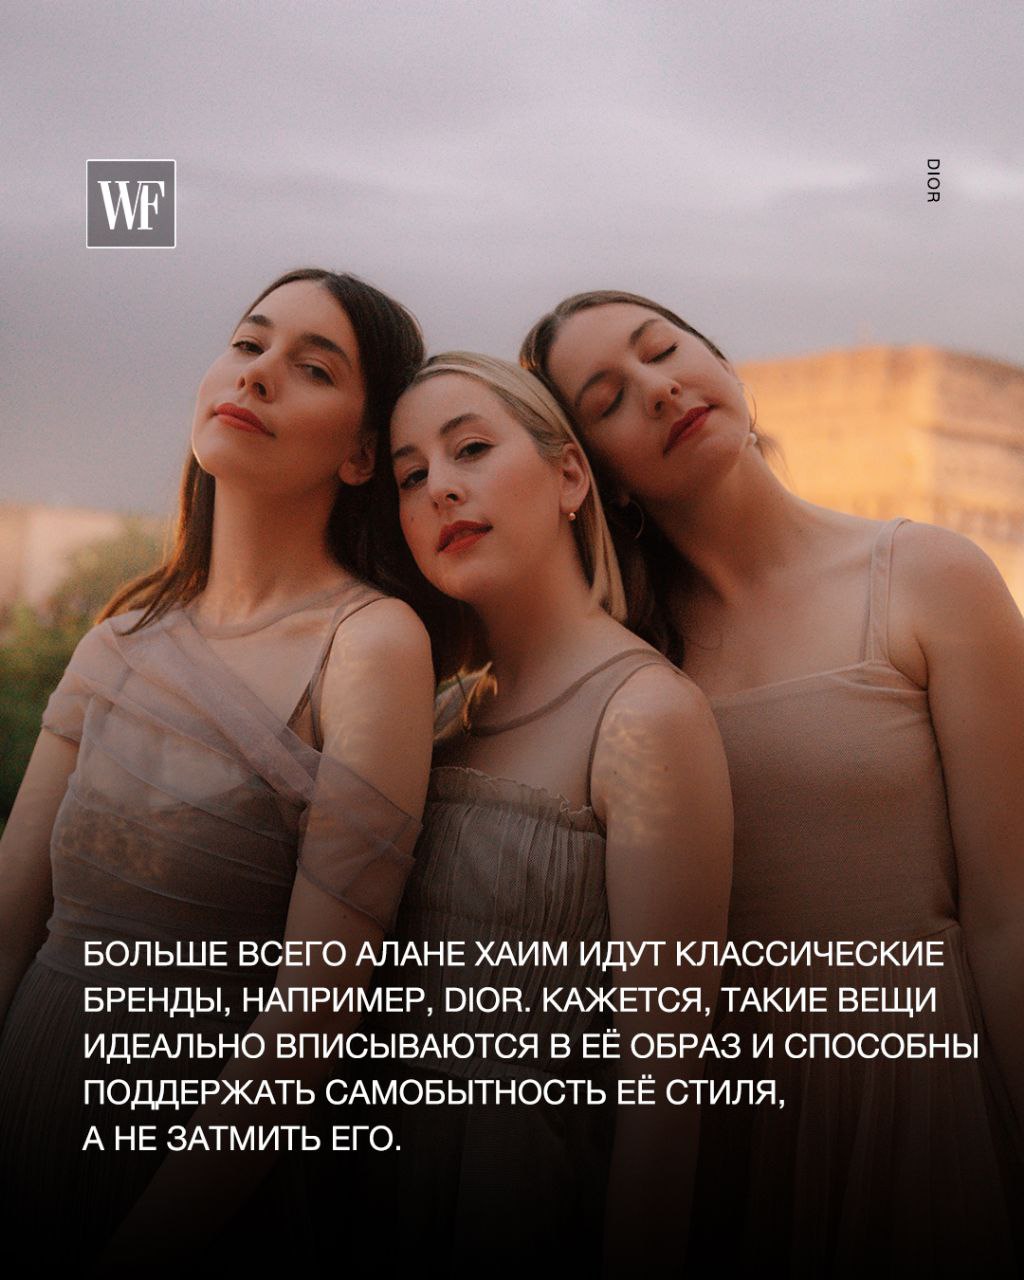 WF
DIOR
БОЛЬШЕ ВСЕГО АЛАНЕ ХАИМ ИДУТ КЛАССИЧЕСКИЕ
БРЕНДЫ, НАПРИМЕР, DIOR. КАЖЕТСЯ, ТАКИЕ ВЕЩИ
ИДЕАЛЬНО ВПИСЫВАЮТСЯ В ЕЁ ОБРАЗ И СПОСОБНЫ
ПОДДЕРЖАТЬ САМОБЫТНОСТЬ ЕЁ СТИЛЯ,
А НЕ ЗАТМИТЬ ЕГО.